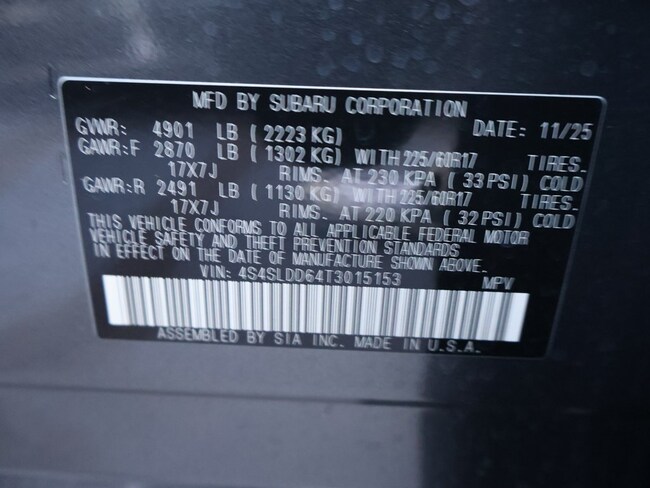 MFD BY SUBARU CORPORATION
GVWR: 4901 LB ( 2223 KG) DATE: 11/25
GAWR:F 2870 LB ( 1302 KG) WITH 225/60R17 TIRES.
17X7J RIMS. AT 230 KPA ( 33 PSI) COLD
GAWR:R 2491 LB ( 1130 KG) WITH 225/60R17 TIRES.
17X7J RIMS. AT 220 KPA ( 32 PSI) COLD
THIS VEHICLE CONFORMS TO ALL APPLICABLE FEDERAL MOTOR
VEHICLE SAFETY AND THEFT PREVENTION STANDARDS
IN EFFECT ON THE DATE OF MANUFACTURE SHOWN ABOVE.
VIN: 4S4SLDD64T3015153 MPV
ASSEMBLED BY SIA INC. MADE IN U.S.A.